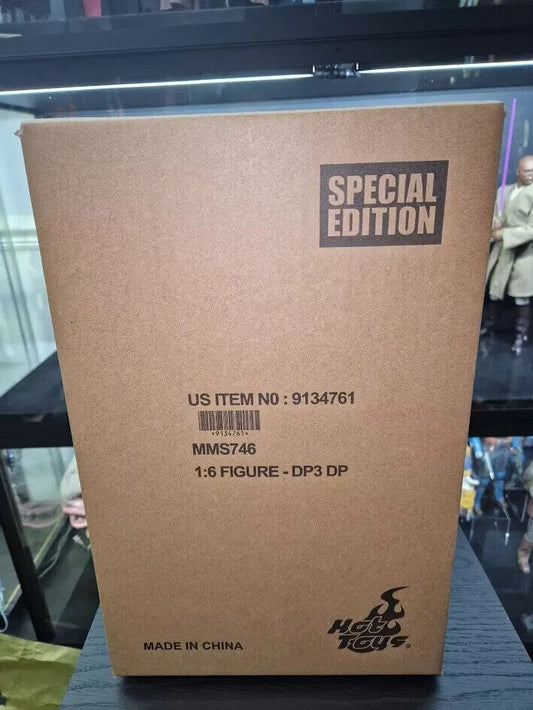 SPECIAL
EDITION
US ITEM N0 : 9134761
*9134761*
MMS746
1:6 FIGURE - DP3 DP
MADE IN CHINA
Hot
Toys®